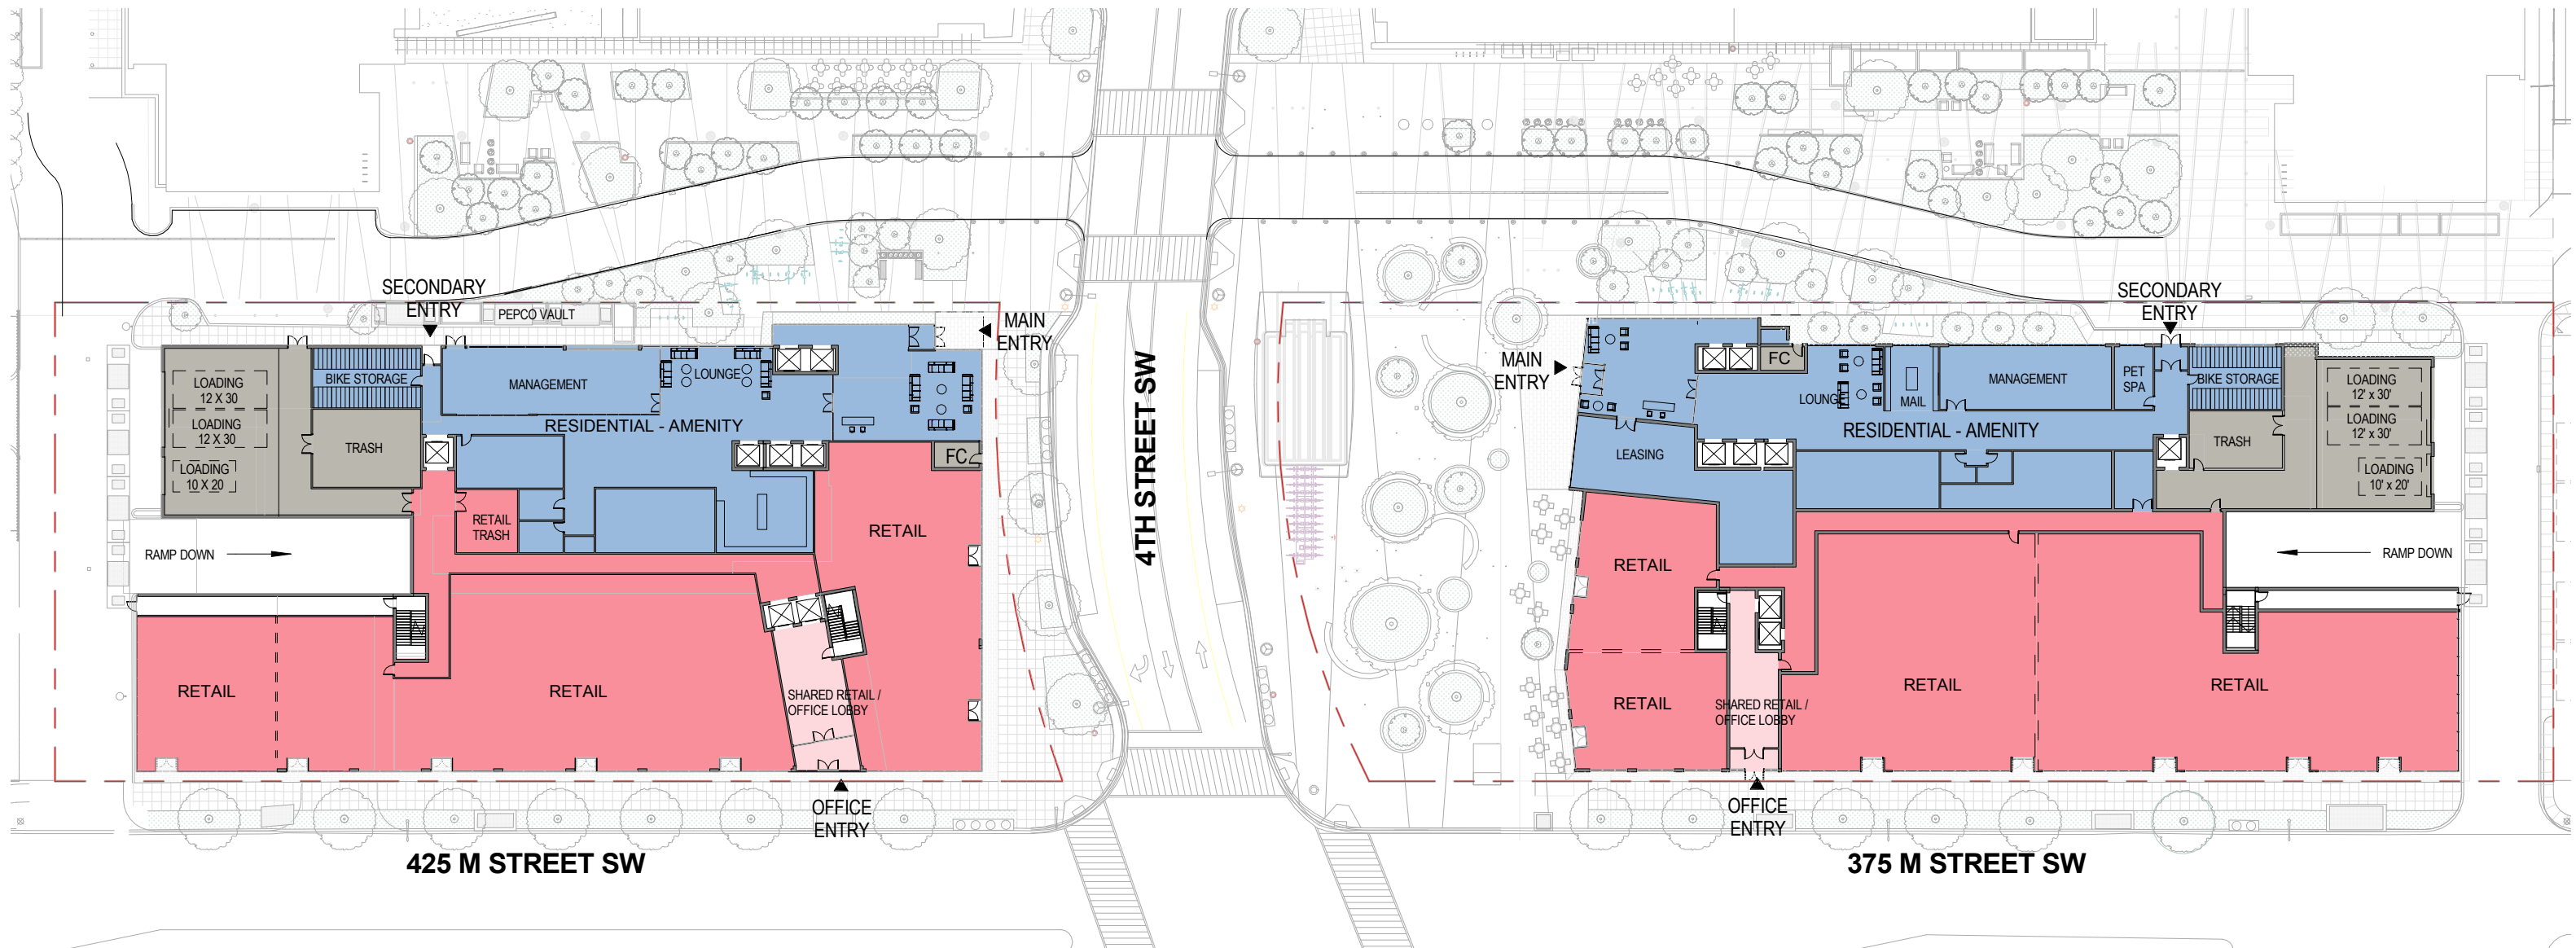 SECONDARY
ENTRY
PEPCO VAULT
MAIN
ENTRY
LOADING
12 X 30
LOADING
12 X 30
LOADING
10 X 20
BIKE STORAGE
TRASH
MANAGEMENT
LOUNGE
RESIDENTIAL - AMENITY
FC
RETAIL
TRASH
RETAIL
RAMP DOWN
RETAIL
RETAIL
SHARED RETAIL /
OFFICE LOBBY
OFFICE
ENTRY
425 M STREET SW
4TH STREET SW
SECONDARY
ENTRY
MAIN
ENTRY
FC
LOUNGE
MAIL
MANAGEMENT
PET
SPA
BIKE STORAGE
LOADING
12' x 30'
LOADING
12' x 30'
LOADING
10' x 20'
RESIDENTIAL - AMENITY
TRASH
LEASING
RETAIL
RAMP DOWN
RETAIL
SHARED RETAIL /
OFFICE LOBBY
RETAIL
RETAIL
OFFICE
ENTRY
375 M STREET SW